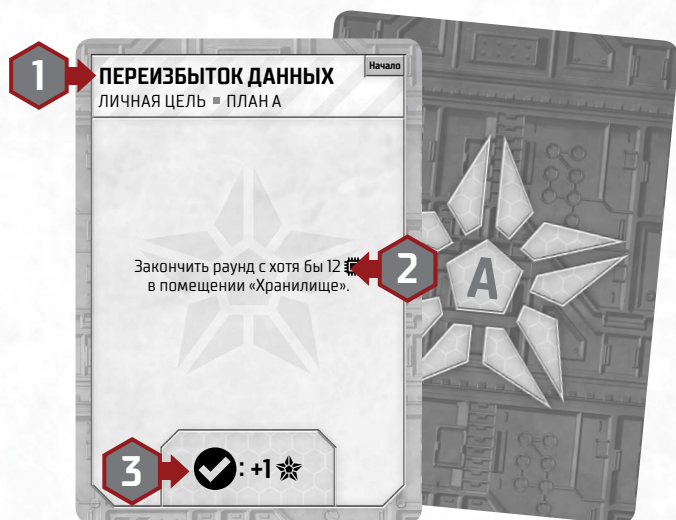 1
ПЕРЕИЗБЫТОК ДАННЫХ
Начало
ЛИЧНАЯ ЦЕЛЬ ▪ ПЛАН А
Закончить раунд с хотя бы 12
в помещении «Хранилище».
2
A
3
: +1